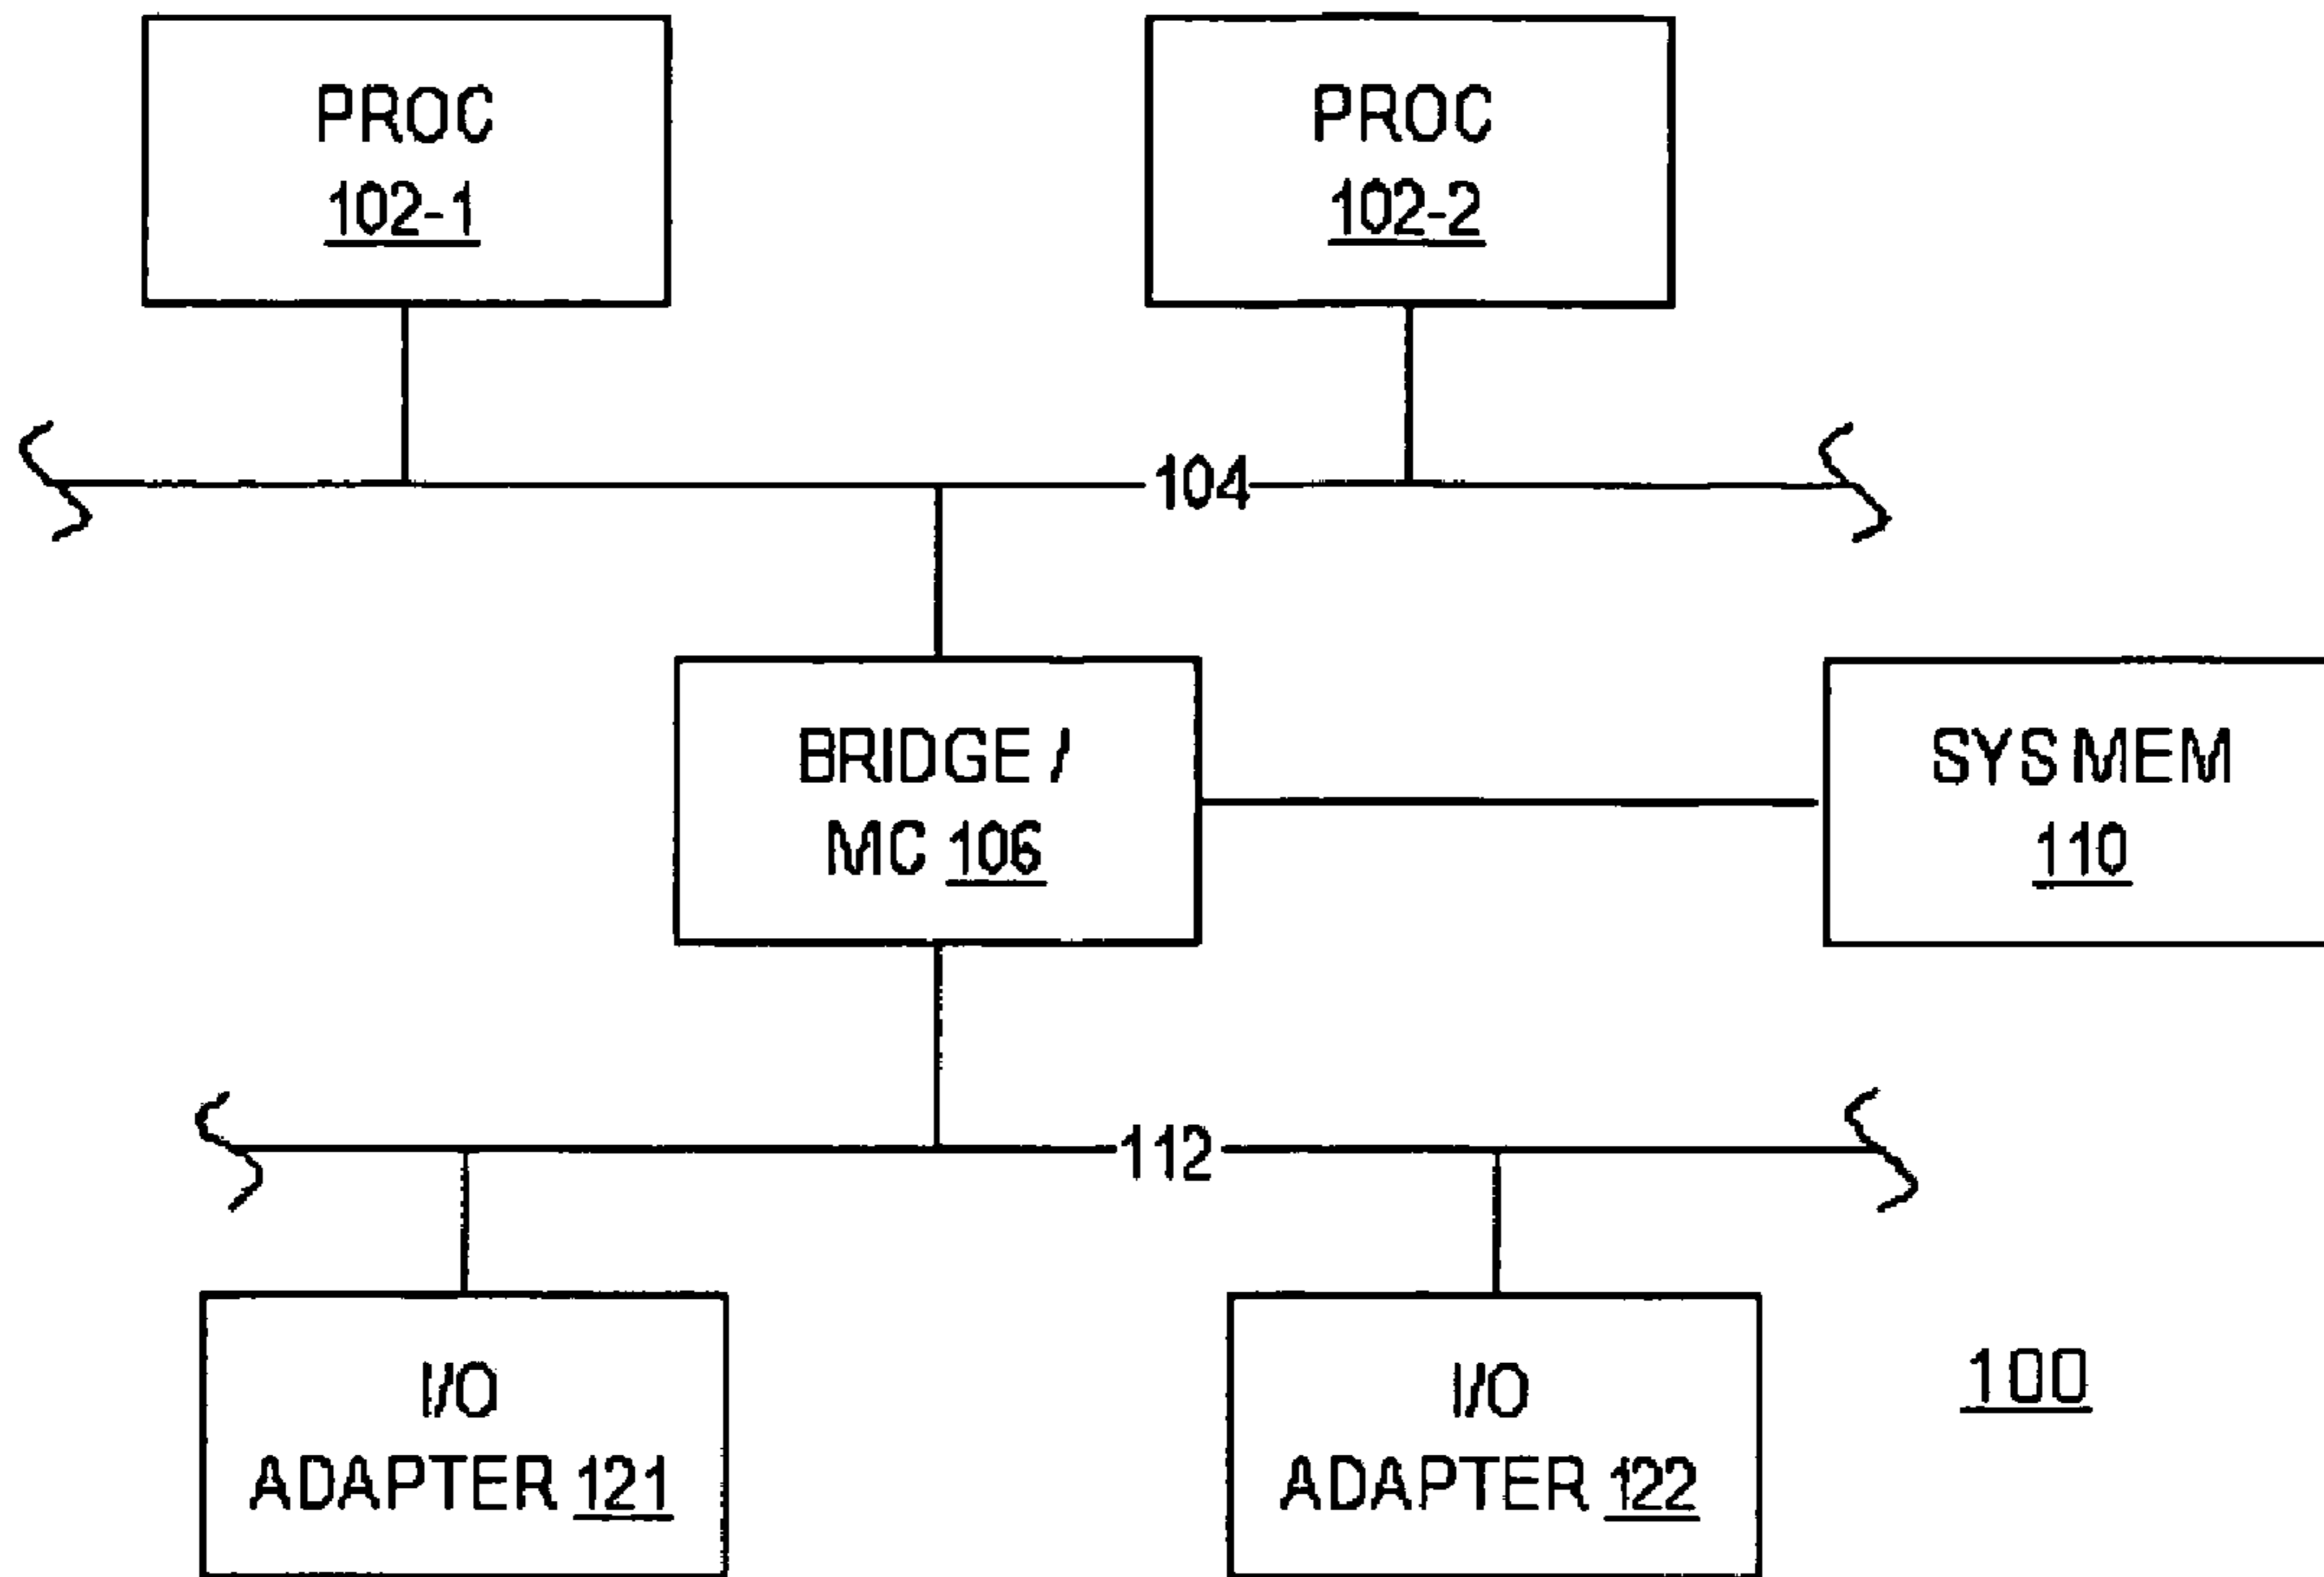 PROC
102-1
PROC
102-2
104
BRIDGE /
MC 106
SYS MEM
110
112
I/O
ADAPTER 121
I/O
ADAPTER 122
100